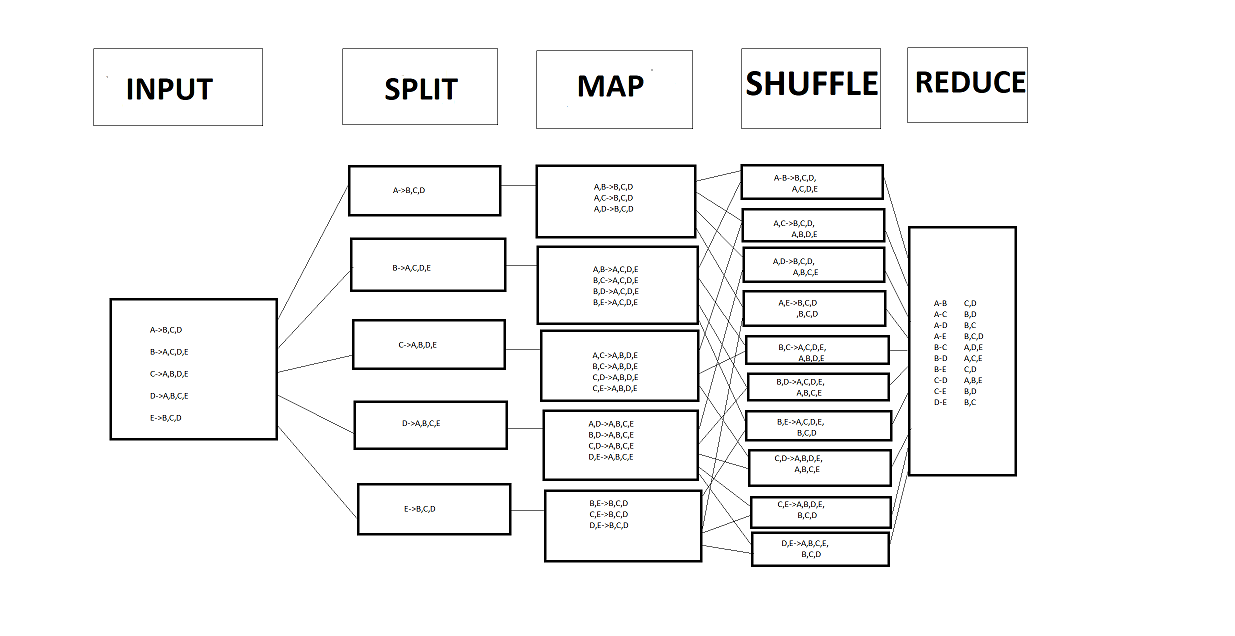 INPUT
SPLIT
MAP
SHUFFLE
REDUCE
A->B,C,D
B->A,C,D,E
C->A,B,D,E
D->A,B,C,E
E->B,C,D
A->B,C,D
B->A,C,D,E
C->A,B,D,E
D->A,B,C,E
E->B,C,D
A,B->B,C,D
A,C->B,C,D
A,D->B,C,D
A,B->A,C,D,E
B,C->A,C,D,E
B,D->A,C,D,E
B,E->A,C,D,E
A,C->A,B,D,E
B,C->A,B,D,E
C,D->A,B,D,E
C,E->A,B,D,E
A,D->A,B,C,E
B,D->A,B,C,E
C,D->A,B,C,E
D,E->A,B,C,E
B,E->B,C,D
C,E->B,C,D
D,E->B,C,D
A-B->B,C,D,
A,C,D,E
A,C->B,C,D,
A,B,D,E
A,D->B,C,D,
A,B,C,E
A,E->B,C,D
,B,C,D
B,C->A,C,D,E,
A,B,D,E
B,D->A,C,D,E,
A,B,C,E
B,E->A,C,D,E,
B,C,D
C,D->A,B,D,E,
A,B,C,E
C,E->A,B,D,E,
B,C,D
D,E->A,B,C,E,
B,C,D
A-B C,D
A-C B,D
A-D B,C
A-E B,C,D
B-C A,D,E
B-D A,C,E
B-E C,D
C-D A,B,E
C-E B,D
D-E B,C